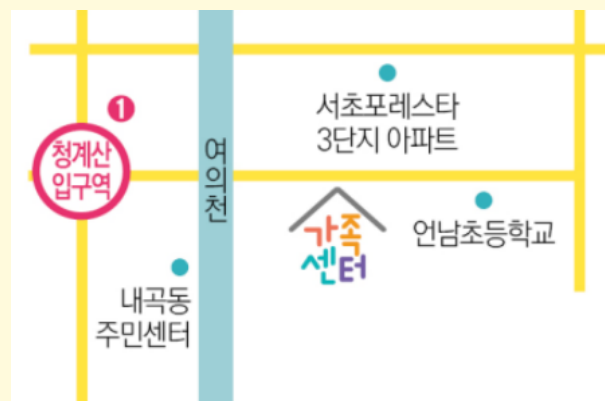 서초포레스타
3단지 아파트
1
청계산
입구역
여의천
가족
센터
언남초등학교
내곡동
주민센터